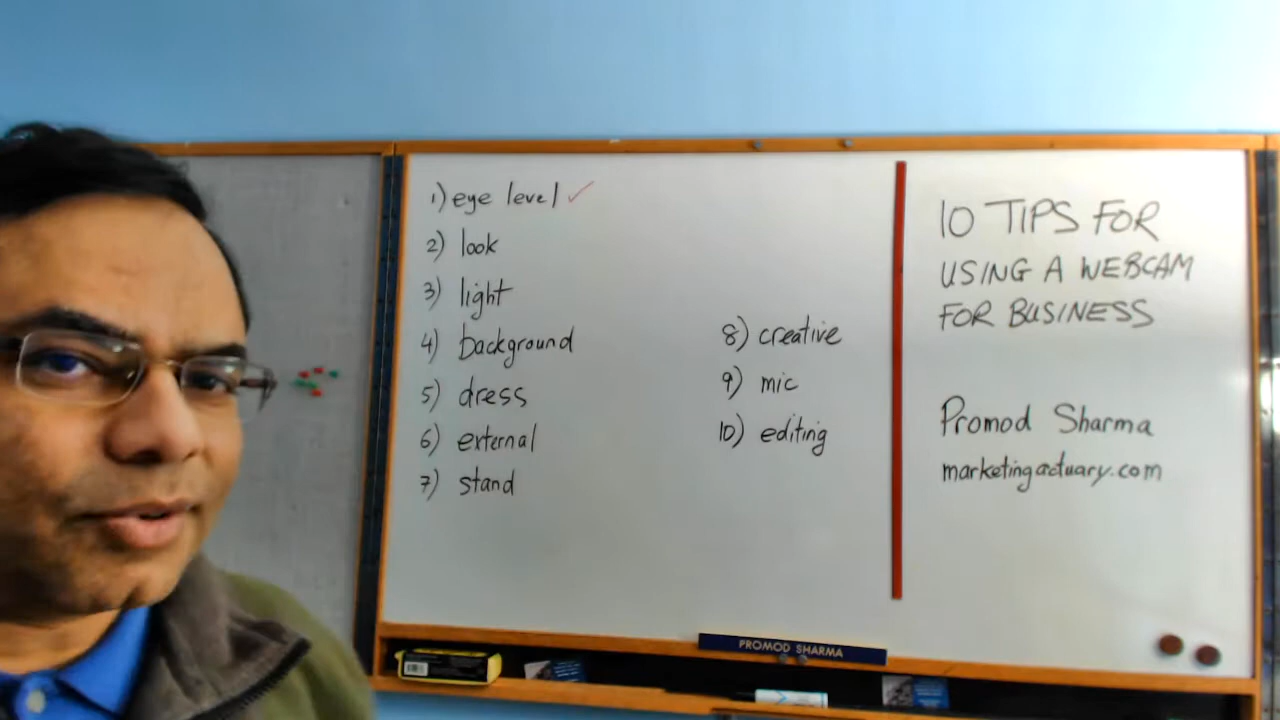 1) eye level
2) look
3) light
4) background
5) dress
6) external
7) stand
8) creative
9) mic
10) editing
10 TIPS FOR
USING A WEBCAM
FOR BUSINESS
Promod Sharma
marketingactuary.com
PROMOD SHARMA